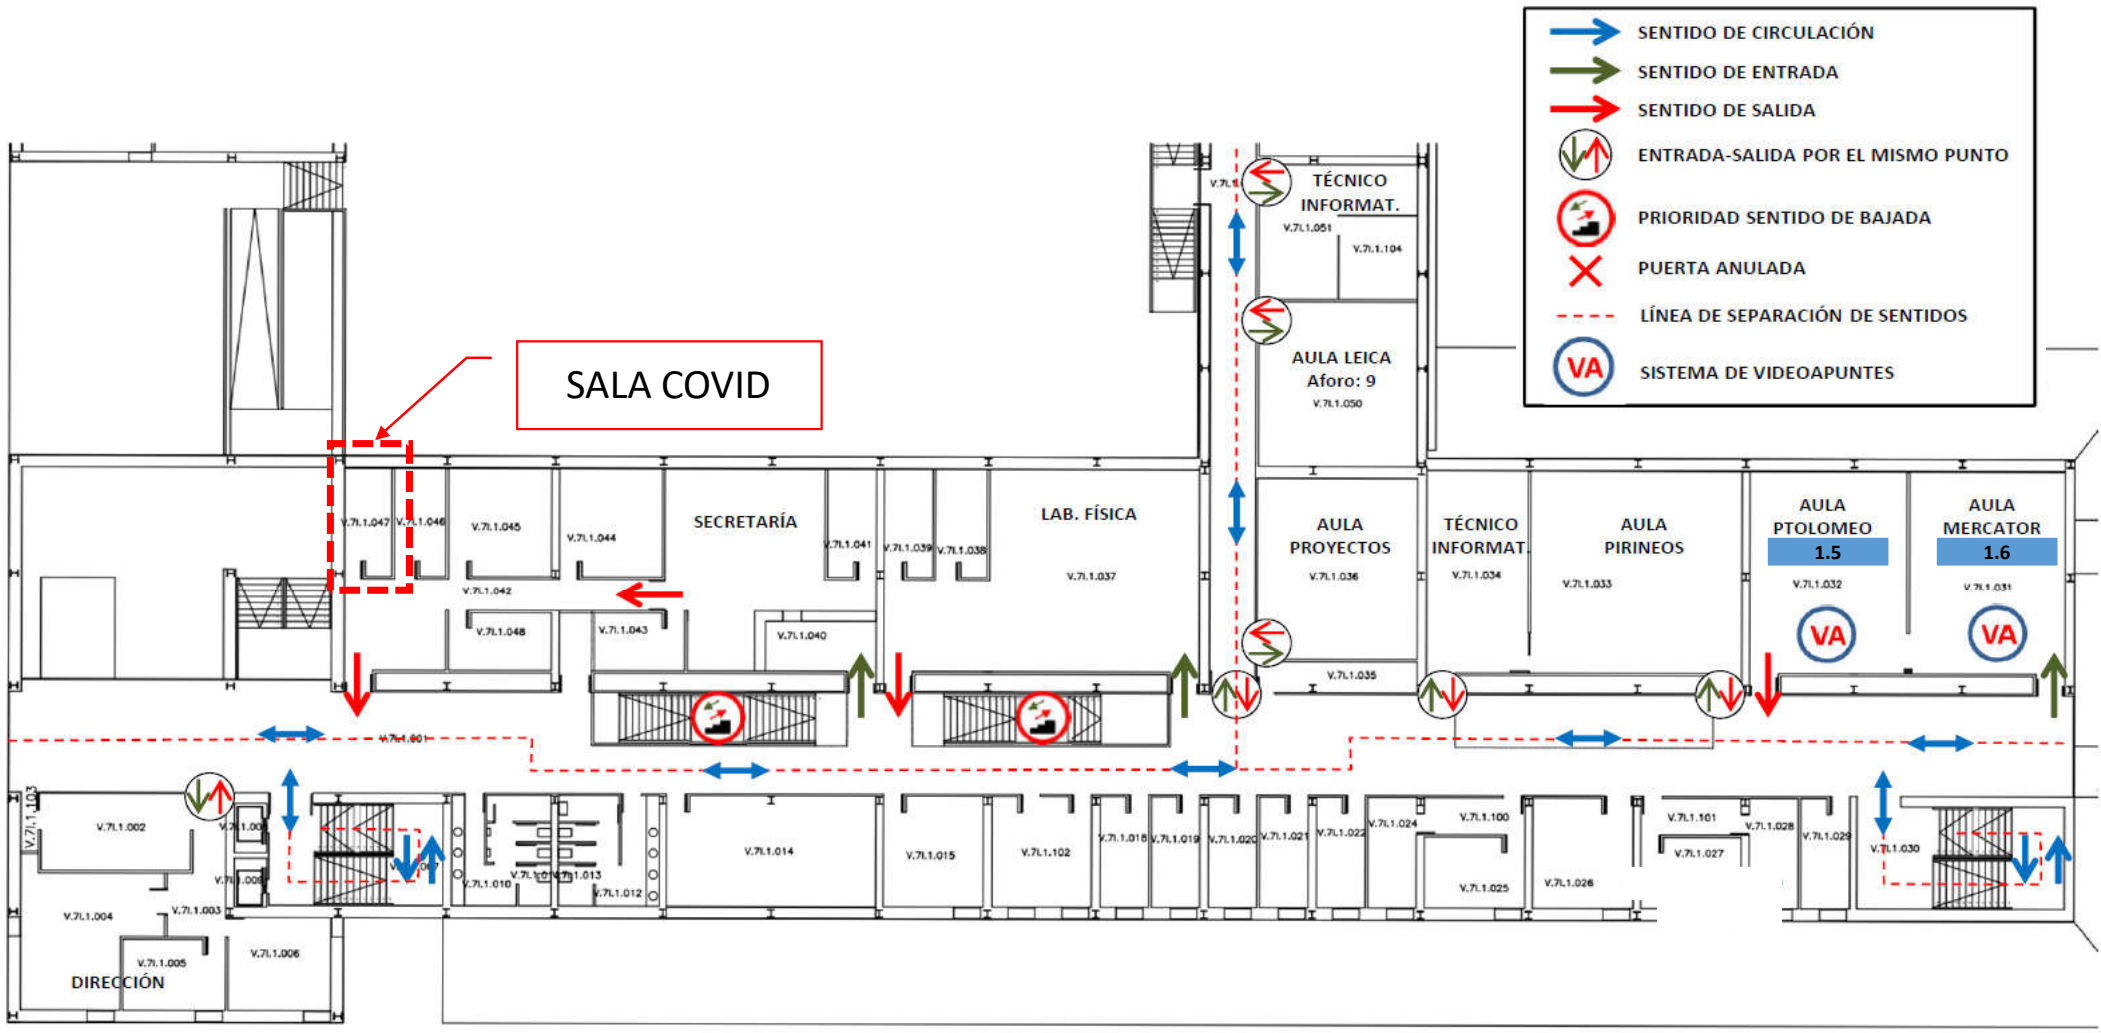 SENTIDO DE CIRCULACIÓN
SENTIDO DE ENTRADA
SENTIDO DE SALIDA
ENTRADA-SALIDA POR EL MISMO PUNTO
PRIORIDAD SENTIDO DE BAJADA
PUERTA ANULADA
LÍNEA DE SEPARACIÓN DE SENTIDOS
VA
SISTEMA DE VIDEOAPUNTES
TÉCNICO
INFORMAT.
V.7I.1.051
V.7I.1.104
SALA COVID
AULA LEICA
Aforo: 9
V.7I.1.050
V.7I.1.047
V.7I.1.046
V.7I.1.045
V.7I.1.044
SECRETARÍA
V.7I.1.041
V.7I.1.039
V.7I.1.038
LAB. FÍSICA
V.7I.1.037
AULA
PROYECTOS
V.7I.1.036
TÉCNICO
INFORMAT.
V.7I.1.034
AULA
PIRINEOS
V.7I.1.033
AULA
PTOLOMEO
1.5
V.7I.1.032
VA
AULA
MERCATOR
1.6
V.7I.1.031
VA
V.7I.1.042
V.7I.1.048
V.7I.1.043
V.7I.1.040
V.7I.1.035
V.7I.1.001
V.7I.1.103
V.7I.1.002
V.7I.1.014
V.7I.1.015
V.7I.1.102
V.7I.1.018
V.7I.1.019
V.7I.1.020
V.7I.1.021
V.7I.1.022
V.7I.1.024
V.7I.1.100
V.7I.1.101
V.7I.1.028
V.7I.1.029
V.7I.1.030
V.7I.1.027
V.7I.1.009
V.7I.1.010
V.7I.1.013
V.7I.1.012
V.7I.1.025
V.7I.1.026
V.7I.1.004
V.7I.1.003
V.7I.1.005
V.7I.1.006
DIRECCIÓN